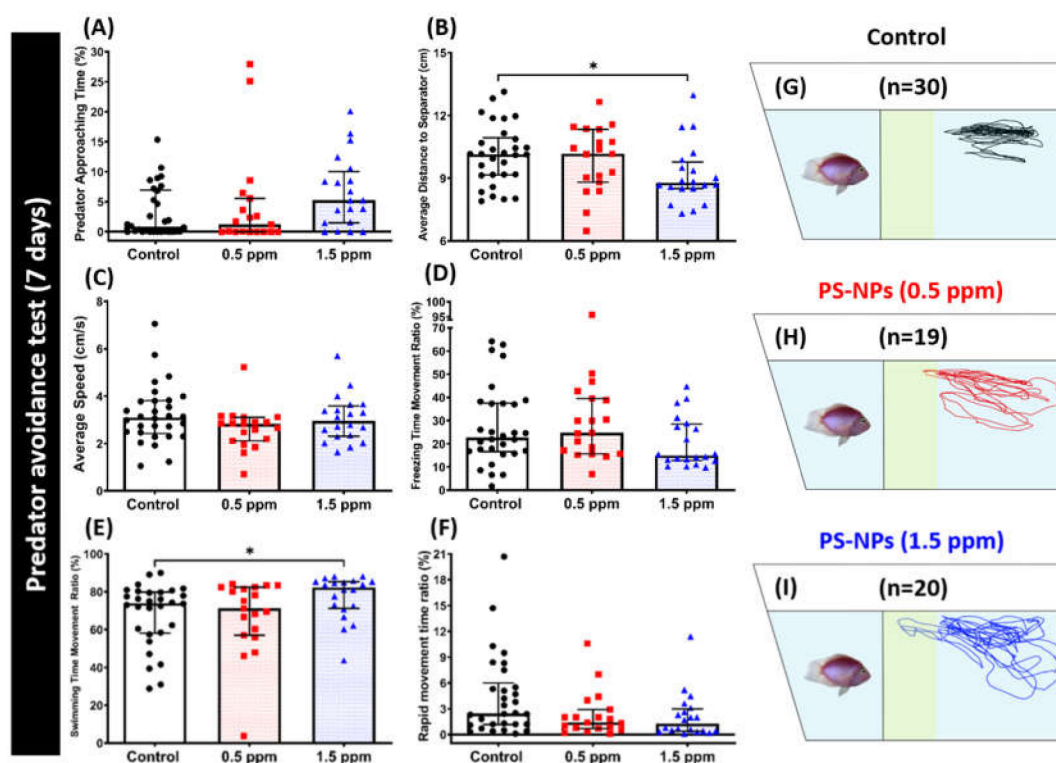 Predator avoidance test (7 days)
(A)
Predator Approaching Time (%)
30
25
20
15
10
5
0
Control
0.5 ppm
1.5 ppm
(B)
Average Distance to Separator (cm)
15
12
9
6
*
Control
0.5 ppm
1.5 ppm
(C)
Average Speed (cm/s)
8
6
4
2
0
Control
0.5 ppm
1.5 ppm
(D)
Freezing Time Movement Ratio (%)
100
95
70
60
50
40
30
20
10
0
Control
0.5 ppm
1.5 ppm
(E)
Swimming Time Movement Ratio (%)
100
80
60
40
20
0
*
Control
0.5 ppm
1.5 ppm
(F)
Rapid movement time ratio (%)
21
18
15
12
9
6
3
0
Control
0.5 ppm
1.5 ppm
Control
(G)
(n=30)
PS-NPs (0.5 ppm)
(H)
(n=19)
PS-NPs (1.5 ppm)
(I)
(n=20)